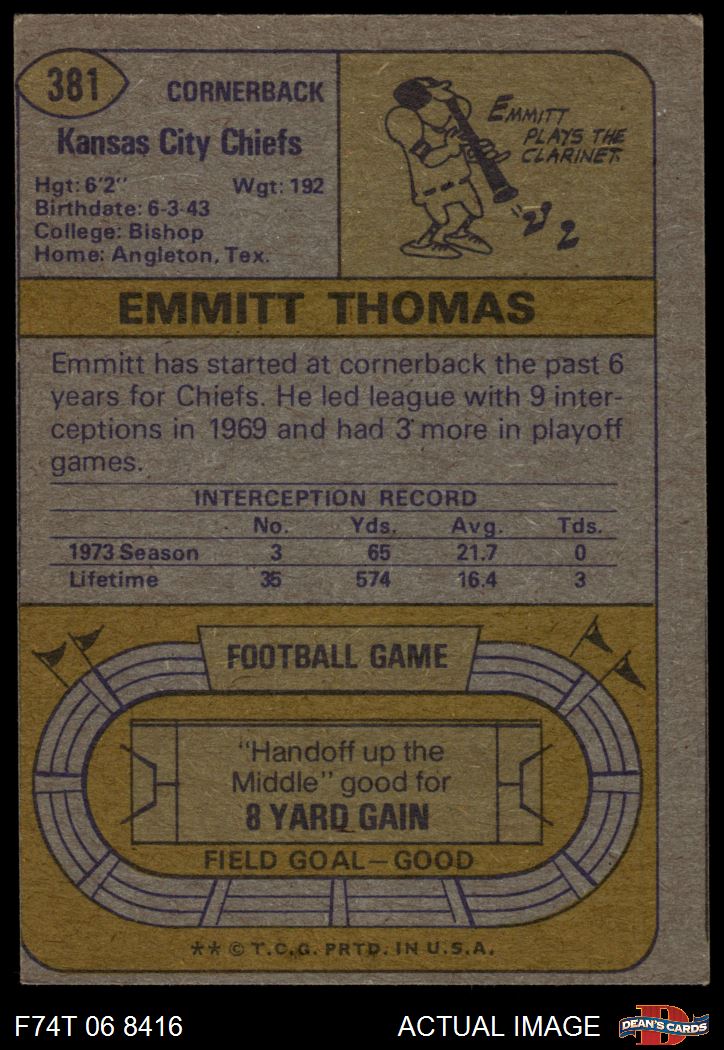 381
CORNERBACK
Kansas City Chiefs
Hgt: 6'2" Wgt: 192
Birthdate: 6-3-43
College: Bishop
Home: Angleton, Tex.
EMMITT
PLAYS THE
CLARINET.
EMMITT THOMAS
Emmitt has started at cornerback the past 6
years for Chiefs. He led league with 9 inter-
ceptions in 1969 and had 3 more in playoff
games.
INTERCEPTION RECORD
No. Yds. Avg. Tds.
1973 Season 3 65 21.7 0
Lifetime 35 574 16.4 3
FOOTBALL GAME
"Handoff up the
Middle" good for
8 YARD GAIN
FIELD GOAL—GOOD
** © T.C.G. PRTD. IN U.S.A.
F74T 06 8416 ACTUAL IMAGE
D
DEAN'S CARDS